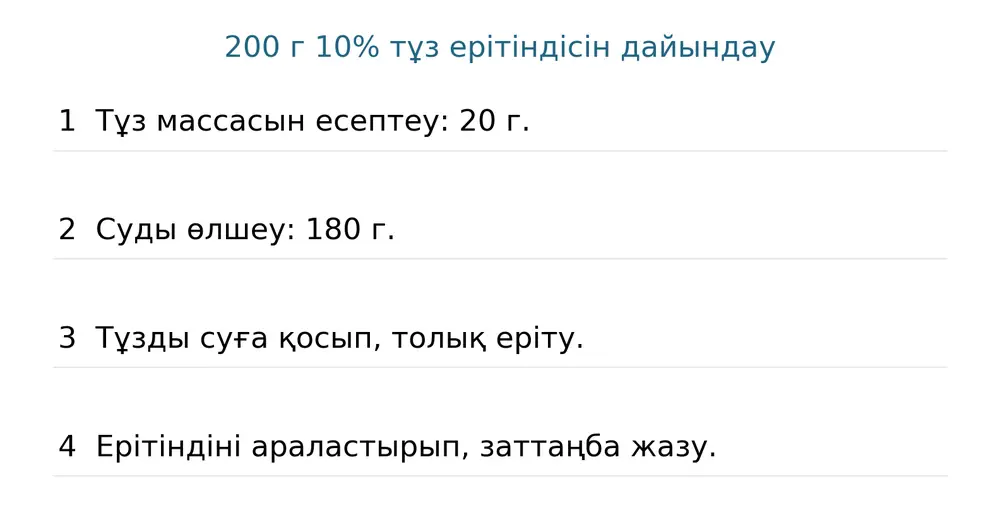 200 г 10% тұз ерітіндісін дайындау
1 Тұз массасын есептеу: 20 г.
2 Суды өлшеу: 180 г.
3 Тұзды суға қосып, толық еріту.
4 Ерітіндіні араластырып, заттаңба жазу.